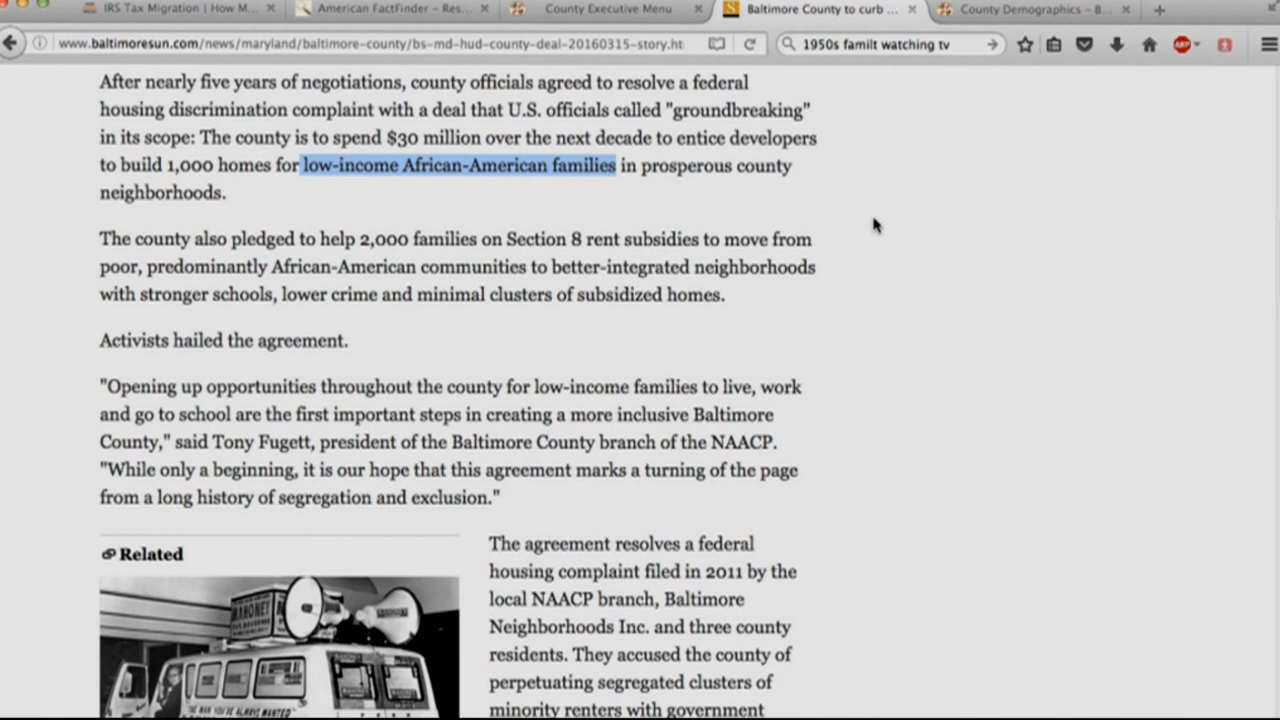 IRS Tax Migration | How M...
American FactFinder - Res...
County Executive Menu
Baltimore County to curb ...
County Demographics - B...
www.baltimoresun.com/news/maryland/baltimore-county/bs-md-hud-county-deal-20160315-story.ht
1950s familt watching tv
ABP
After nearly five years of negotiations, county officials agreed to resolve a federal
housing discrimination complaint with a deal that U.S. officials called "groundbreaking"
in its scope: The county is to spend $30 million over the next decade to entice developers
to build 1,000 homes for low-income African-American families in prosperous county
neighborhoods.
The county also pledged to help 2,000 families on Section 8 rent subsidies to move from
poor, predominantly African-American communities to better-integrated neighborhoods
with stronger schools, lower crime and minimal clusters of subsidized homes.
Activists hailed the agreement.
"Opening up opportunities throughout the county for low-income families to live, work
and go to school are the first important steps in creating a more inclusive Baltimore
County," said Tony Fugett, president of the Baltimore County branch of the NAACP.
"While only a beginning, it is our hope that this agreement marks a turning of the page
from a long history of segregation and exclusion."
Related
MAHONEY
"THE MAN YOU'VE ALWAYS WANTED"
The agreement resolves a federal
housing complaint filed in 2011 by the
local NAACP branch, Baltimore
Neighborhoods Inc. and three county
residents. They accused the county of
perpetuating segregated clusters of
minority renters with government